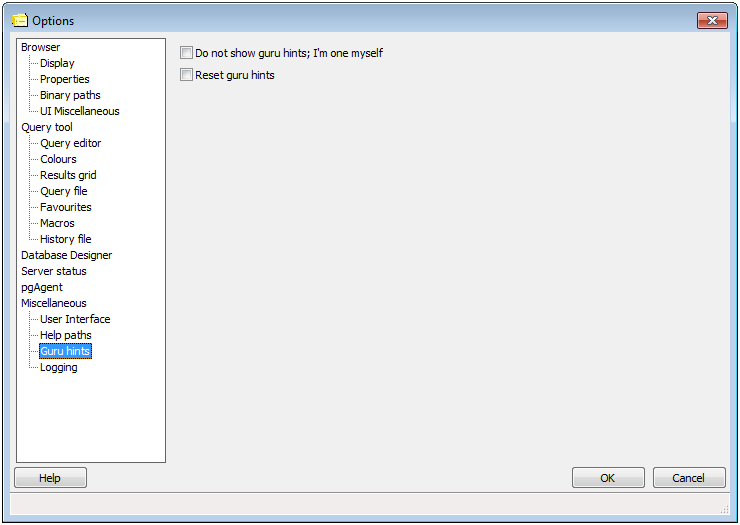 Options
Browser
Display
Properties
Binary paths
UI Miscellaneous
Query tool
Query editor
Colours
Results grid
Query file
Favourites
Macros
History file
Database Designer
Server status
pgAgent
Miscellaneous
User Interface
Help paths
Guru hints
Logging
Do not show guru hints; I'm one myself
Reset guru hints
Help
OK
Cancel